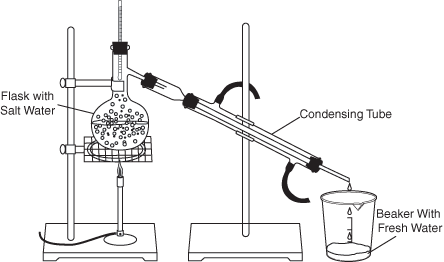 Flask with
Salt Water
Condensing Tube
Beaker With
Fresh Water